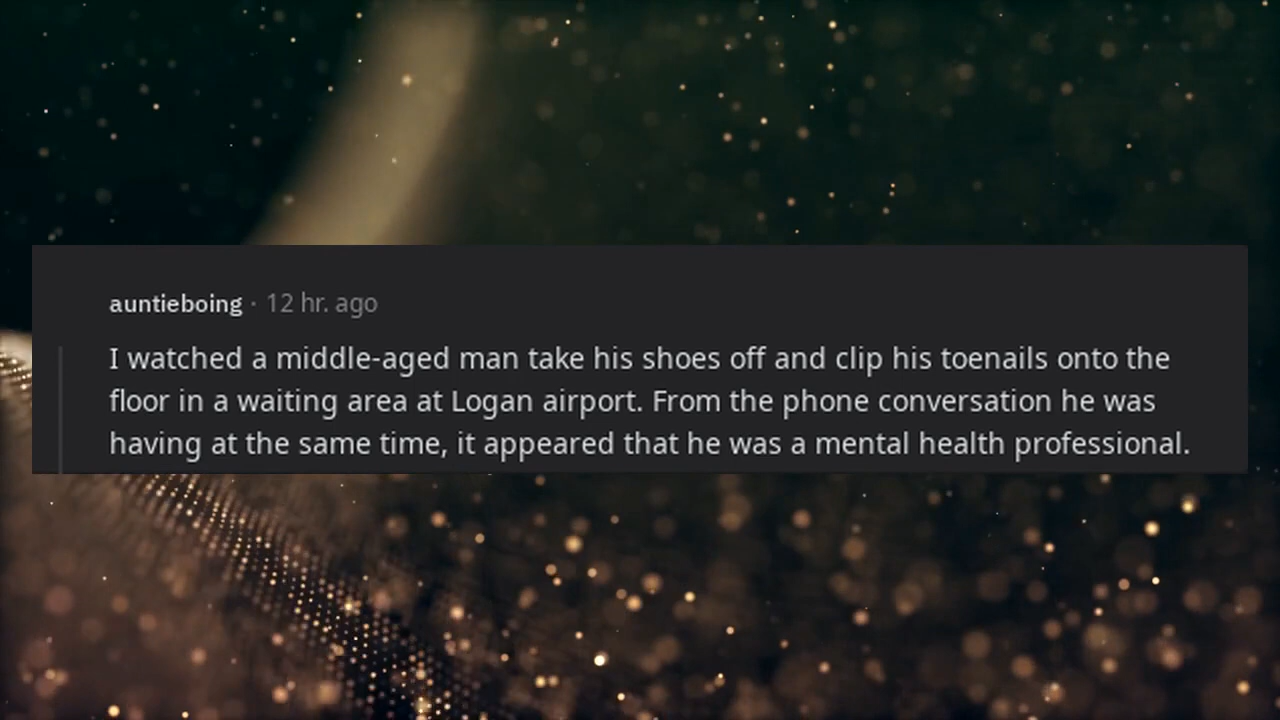 auntieboing · 12 hr. ago
I watched a middle-aged man take his shoes off and clip his toenails onto the
floor in a waiting area at Logan airport. From the phone conversation he was
having at the same time, it appeared that he was a mental health professional.